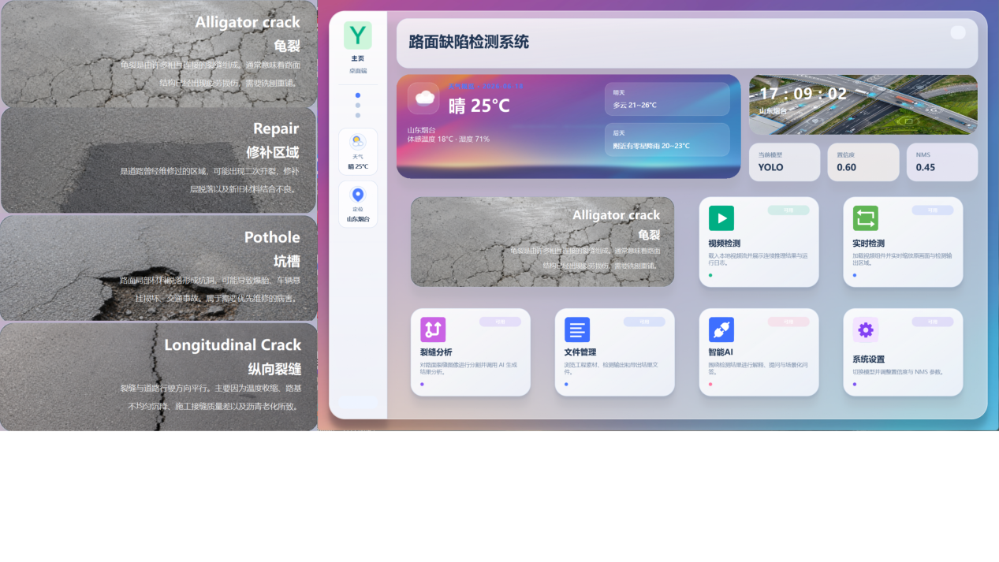 Alligator crack
龟裂
龟裂是由许多相互连接的裂缝组成。通常意味着路面
结构已经出现疲劳损伤，需要铣刨重铺。
Repair
修补区域
是道路曾经维修过的区域，可能出现二次开裂，修补
层脱落以及新旧材料结合不良。
Pothole
坑槽
路面局部材料脱落形成坑洞，可能导致爆胎、车辆悬
挂损坏、交通事故。属于需要优先维修的病害。
Longitudinal Crack
纵向裂缝
裂缝与道路行驶方向平行。主要因为温度收缩、路基
不均匀沉降、施工接缝质量差以及沥青老化所致。
Y
主页
桌面端
天气
晴 25℃
山东烟台
路面缺陷检测系统
晴 25°C
山东烟台
体感温度 18°C · 湿度 71%
明天
多云 21~26°C
后天
附近有零星降雨 20~23°C
17 : 09 : 02
山东烟台
当前模型
YOLO
置信度
0.60
NMS
0.45
Alligator crack
龟裂
龟裂是由许多相互连接的裂缝组成。通常意味着路面
结构已经出现疲劳损伤，需要铣刨重铺。
视频检测
载入本地视频流并展示连续推理结果与运
行日志。
实时检测
加载视频组件并实时缩放原画面与检测输
出区域。
裂缝分析
对路面裂缝图像进行分割并调用 AI 生成
结果分析。
文件管理
浏览工程素材、检测输出和导出结果文
件。
智能AI
围绕检测结果进行解释、提问与场景化问
答。
系统设置
切换模型并调整置信度与 NMS 参数。